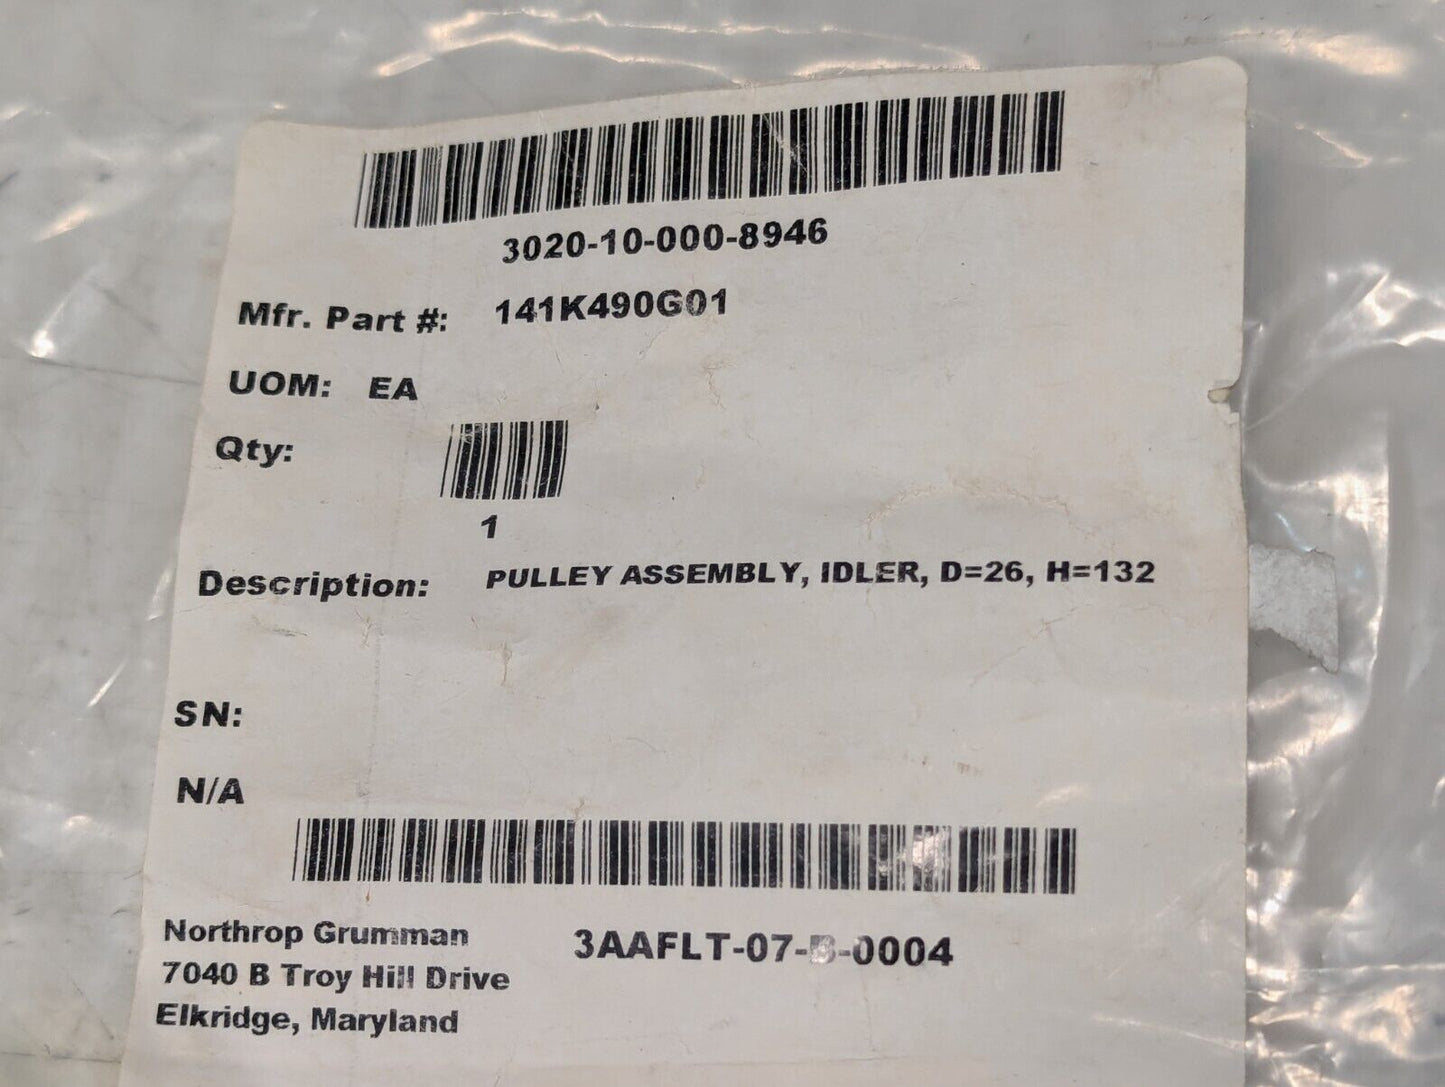 3020-10-000-8946
Mfr. Part #: 141K490G01
UOM: EA
Qty:
1
Description: PULLEY ASSEMBLY, IDLER, D=26, H=132
SN:
N/A
Northrop Grumman 3AAFLT-07-B-0004
7040 B Troy Hill Drive
Elkridge, Maryland